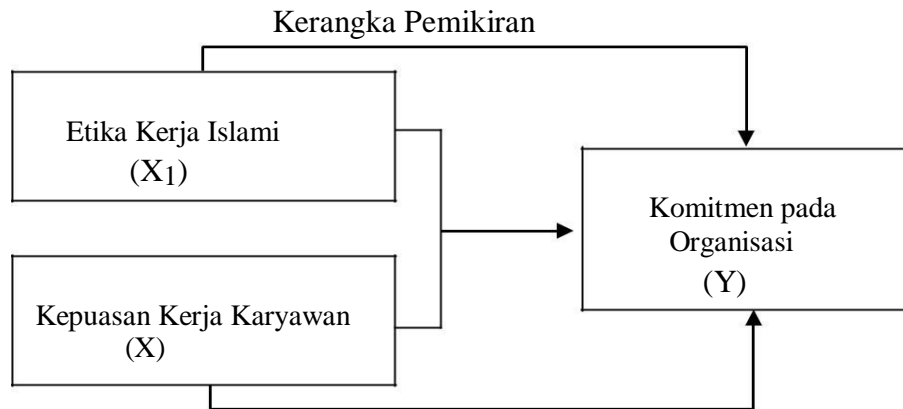 Kerangka Pemikiran
Etika Kerja Islami
(X1)
Komitmen pada
Organisasi
(Y)
Kepuasan Kerja Karyawan
(X)